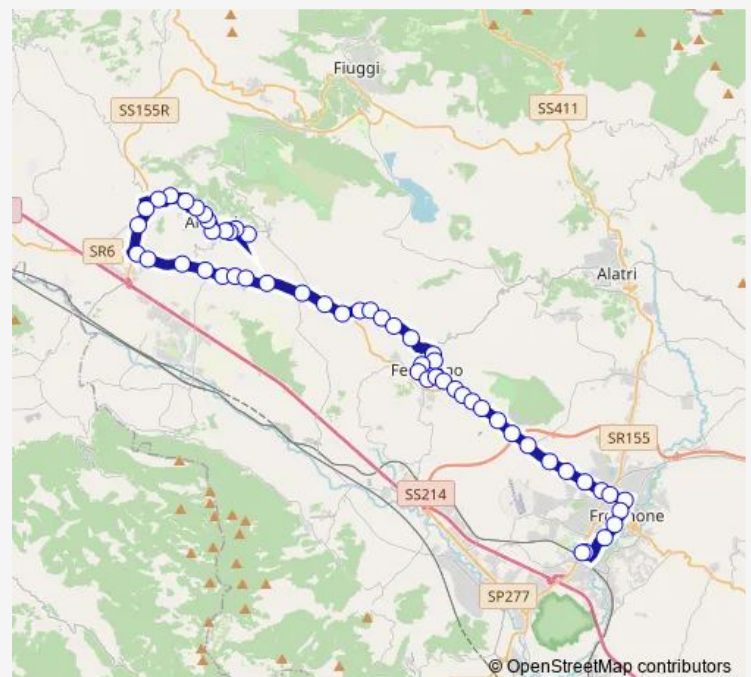 Fiuggi
SS155R
SS411
SR6
Alatri
SR155
SS214
SP277
© OpenStreetMap contributors